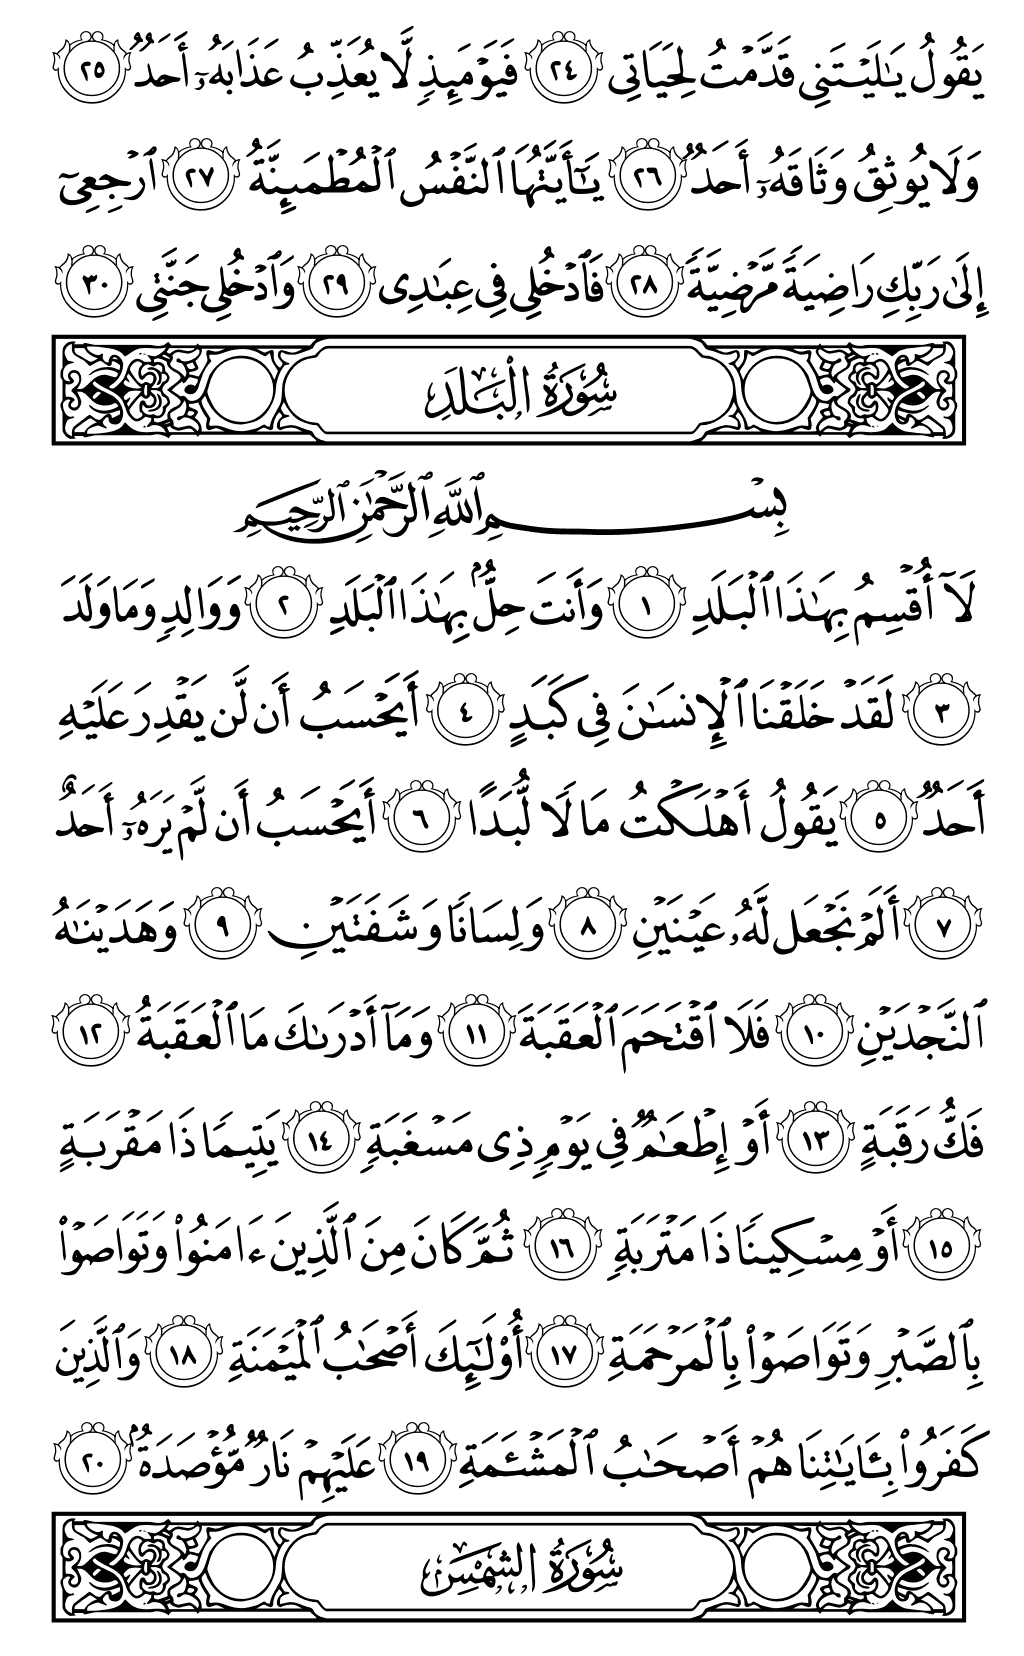 يَقُولُ يَـٰلَيْتَنِى قَدَّمْتُ لِحَيَاتِى ٢٤ فَيَوْمَئِذٍ لَّا يُعَذِّبُ عَذَابَهُۥٓ أَحَدٌ ٢٥
وَلَا يُوثِقُ وَثَاقَهُۥٓ أَحَدٌ ٢٦ يَـٰٓأَيَّتُهَا ٱلنَّفْسُ ٱلْمُطْمَئِنَّةُ ٢٧ ٱرْجِعِىٓ
إِلَىٰ رَبِّكِ رَاضِيَةً مَّرْضِيَّةً ٢٨ فَٱدْخُلِى فِى عِبَـٰدِى ٢٩ وَٱدْخُلِى جَنَّتِى ٣٠
سُورَةُ الْبَلَدِ
بِسْمِ ٱللَّهِ ٱلرَّحْمَـٰنِ ٱلرَّحِيمِ
لَآ أُقْسِمُ بِهَـٰذَا ٱلْبَلَدِ ١ وَأَنتَ حِلٌّۢ بِهَـٰذَا ٱلْبَلَدِ ٢ وَوَالِدٍ وَمَا وَلَدَ
٣ لَقَدْ خَلَقْنَا ٱلْإِنسَـٰنَ فِى كَبَدٍ ٤ أَيَحْسَبُ أَن لَّن يَقْدِرَ عَلَيْهِ
أَحَدٌ ٥ يَقُولُ أَهْلَكْتُ مَالًا لُّبَدًا ٦ أَيَحْسَبُ أَن لَّمْ يَرَهُۥٓ أَحَدٌ
٧ أَلَمْ نَجْعَل لَّهُۥ عَيْنَيْنِ ٨ وَلِسَانًا وَشَفَتَيْنِ ٩ وَهَدَيْنَـٰهُ
ٱلنَّجْدَيْنِ ١٠ فَلَا ٱقْتَحَمَ ٱلْعَقَبَةَ ١١ وَمَآ أَدْرَىٰكَ مَا ٱلْعَقَبَةُ ١٢
فَكُّ رَقَبَةٍ ١٣ أَوْ إِطْعَـٰمٌ فِى يَوْمٍ ذِى مَسْغَبَةٍ ١٤ يَتِيمًا ذَا مَقْرَبَةٍ
١٥ أَوْ مِسْكِينًا ذَا مَتْرَبَةٍ ١٦ ثُمَّ كَانَ مِنَ ٱلَّذِينَ ءَامَنُوا۟ وَتَوَاصَوْا۟
بِٱلصَّبْرِ وَتَوَاصَوْا۟ بِٱلْمَرْحَمَةِ ١٧ أُو۟لَـٰٓئِكَ أَصْحَـٰبُ ٱلْمَيْمَنَةِ ١٨ وَٱلَّذِينَ
كَفَرُوا۟ بِـَٔايَـٰتِنَا هُمْ أَصْحَـٰبُ ٱلْمَشْـَٔمَةِ ١٩ عَلَيْهِمْ نَارٌ مُّؤْصَدَةٌۢ ٢٠
سُورَةُ الشَّمْسِ